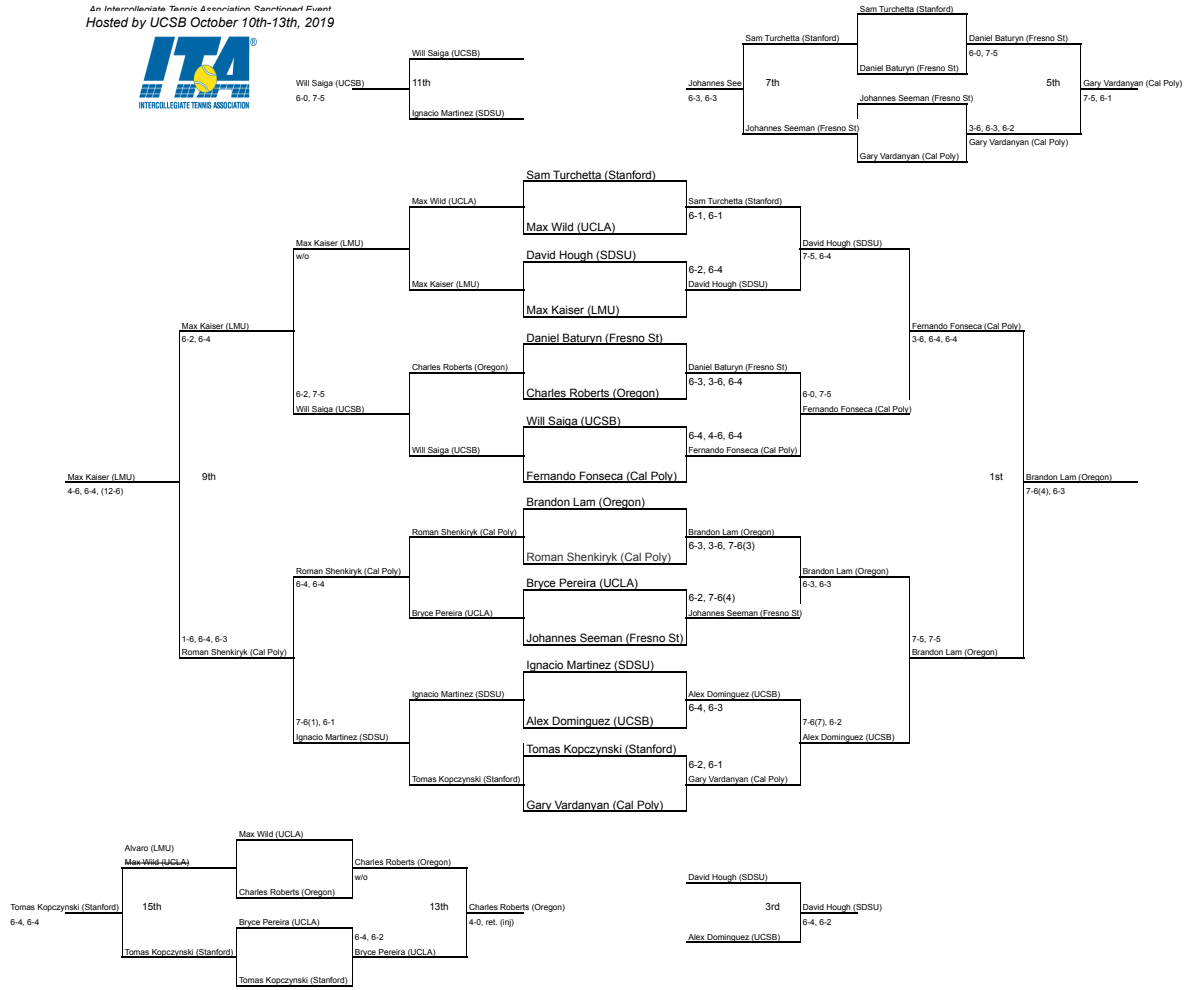 An Intercollegiate Tennis Association Sanctioned Event
Hosted by UCSB October 10th-13th, 2019
ITA®
INTERCOLLEGIATE TENNIS ASSOCIATION
Will Saiga (UCSB)
Will Saiga (UCSB)
11th
6-0, 7-5
Ignacio Martinez (SDSU)
Sam Turchetta (Stanford)
Sam Turchetta (Stanford)
Daniel Baturyn (Fresno St)
6-0, 7-5
Daniel Baturyn (Fresno St)
Johannes See
7th
5th
Gary Vardanyan (Cal Poly)
6-3, 6-3
7-5, 6-1
Johannes Seeman (Fresno St)
Johannes Seeman (Fresno St)
3-6, 6-3, 6-2
Gary Vardanyan (Cal Poly)
Gary Vardanyan (Cal Poly)
Sam Turchetta (Stanford)
Max Wild (UCLA)
Sam Turchetta (Stanford)
6-1, 6-1
Max Wild (UCLA)
Max Kaiser (LMU)
w/o
David Hough (SDSU)
7-5, 6-4
David Hough (SDSU)
6-2, 6-4
Max Kaiser (LMU)
David Hough (SDSU)
Max Kaiser (LMU)
Max Kaiser (LMU)
6-2, 6-4
Fernando Fonseca (Cal Poly)
3-6, 6-4, 6-4
Daniel Baturyn (Fresno St)
Charles Roberts (Oregon)
Daniel Baturyn (Fresno St)
6-3, 3-6, 6-4
Charles Roberts (Oregon)
6-2, 7-5
Will Saiga (UCSB)
6-0, 7-5
Fernando Fonseca (Cal Poly)
Will Saiga (UCSB)
6-4, 4-6, 6-4
Will Saiga (UCSB)
Fernando Fonseca (Cal Poly)
Fernando Fonseca (Cal Poly)
Max Kaiser (LMU)
4-6, 6-4, (12-6)
9th
1st
Brandon Lam (Oregon)
7-6(4), 6-3
Brandon Lam (Oregon)
Roman Shenkiryk (Cal Poly)
Brandon Lam (Oregon)
6-3, 3-6, 7-6(3)
Roman Shenkiryk (Cal Poly)
Roman Shenkiryk (Cal Poly)
6-4, 6-4
Brandon Lam (Oregon)
6-3, 6-3
Bryce Pereira (UCLA)
6-2, 7-6(4)
Bryce Pereira (UCLA)
Johannes Seeman (Fresno St)
Johannes Seeman (Fresno St)
1-6, 6-4, 6-3
Roman Shenkiryk (Cal Poly)
7-5, 7-5
Brandon Lam (Oregon)
Ignacio Martinez (SDSU)
Ignacio Martinez (SDSU)
Alex Dominguez (UCSB)
6-4, 6-3
Alex Dominguez (UCSB)
7-6(1), 6-1
Ignacio Martinez (SDSU)
7-6(7), 6-2
Alex Dominguez (UCSB)
Tomas Kopczynski (Stanford)
6-2, 6-1
Tomas Kopczynski (Stanford)
Gary Vardanyan (Cal Poly)
Gary Vardanyan (Cal Poly)
Max Wild (UCLA)
Alvaro (LMU)
Max Wild (UCLA)
Charles Roberts (Oregon)
w/o
Charles Roberts (Oregon)
Tomas Kopczynski (Stanford)
15th
13th
Charles Roberts (Oregon)
6-4, 6-4
4-0, ret. (inj)
Bryce Pereira (UCLA)
6-4, 6-2
Tomas Kopczynski (Stanford)
Bryce Pereira (UCLA)
Tomas Kopczynski (Stanford)
David Hough (SDSU)
3rd
David Hough (SDSU)
6-4, 6-2
Alex Dominguez (UCSB)